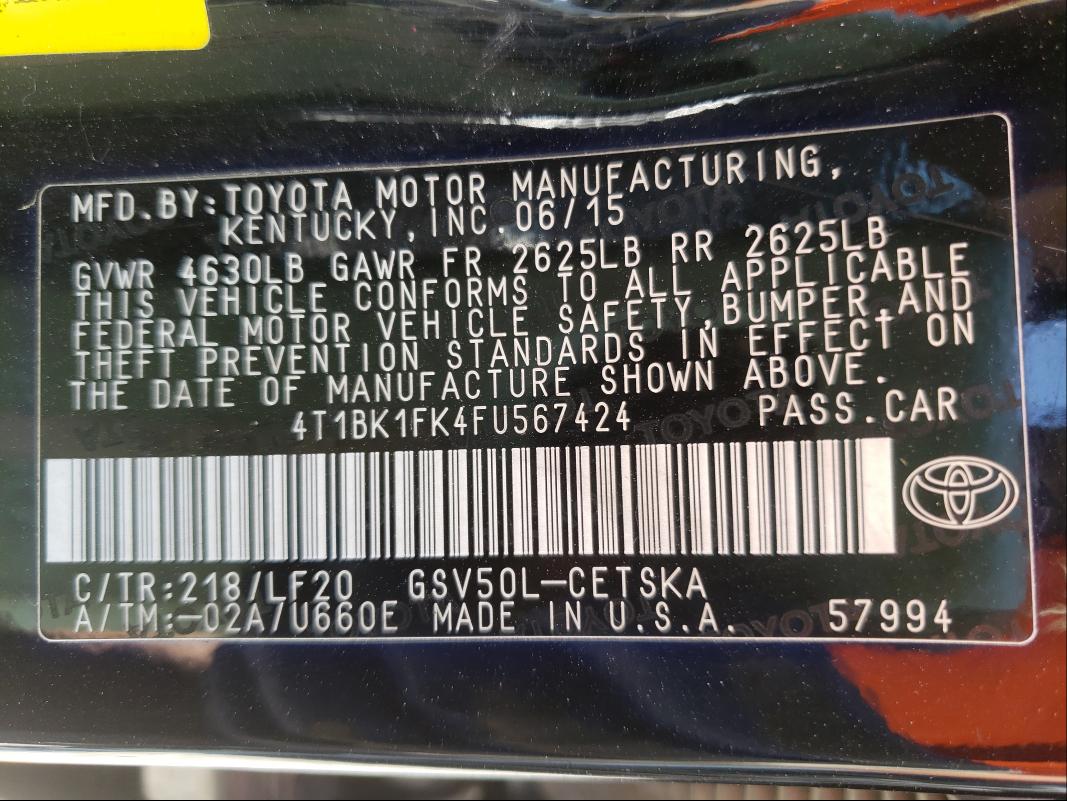 MFD.BY:TOYOTA MOTOR MANUFACTURING,
KENTUCKY, INC. 06/15
GVWR 4630LB GAWR FR 2625LB RR 2625LB
THIS VEHICLE CONFORMS TO ALL APPLICABLE
FEDERAL MOTOR VEHICLE SAFETY,BUMPER,AND
THEFT PREVENTION STANDARDS IN EFFECT ON
THE DATE OF MANUFACTURE SHOWN ABOVE.
4T1BK1FK4FU567424 PASS.CAR
C/TR:218/LF20 GSV50L-CETSKA
A/TM:-02A/U660E MADE IN U.S.A. 57994